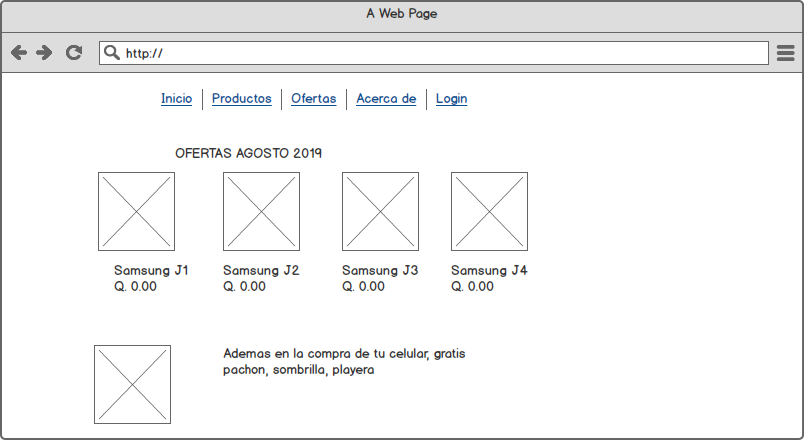 A Web Page
http://
Inicio Productos Ofertas Acerca de Login
OFERTAS AGOSTO 2019
Samsung J1 Samsung J2 Samsung J3 Samsung J4
Q. 0.00 Q. 0.00 Q. 0.00 Q. 0.00
Ademas en la compra de tu celular, gratis
pachon, sombrilla, playera